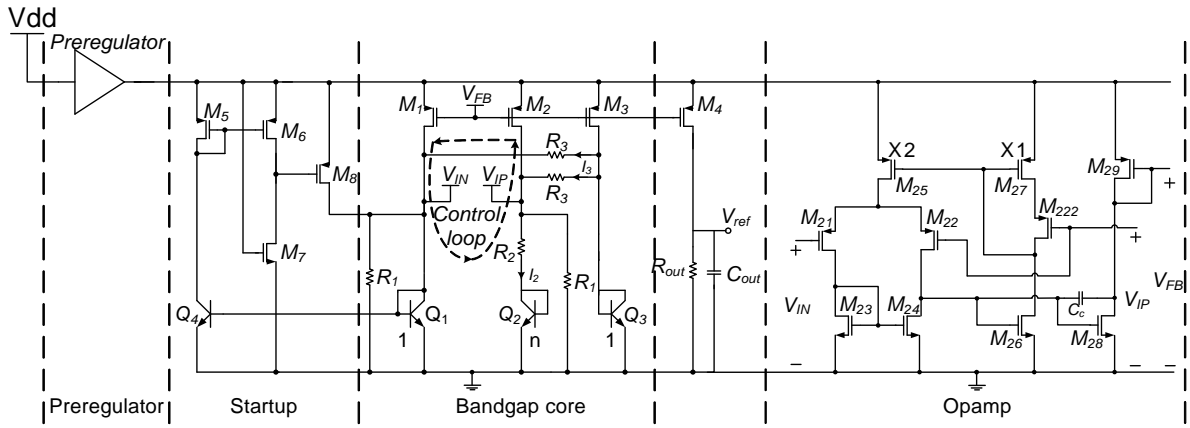 Vdd
Preregulator
M5
M6
M8
M7
Q4
M1
VFB
M2
M3
M4
R3
I3
R3
VIN
VIP
Control
loop
R2
I2
R1
R1
Q1
1
Q2
n
Q3
1
Vref
Rout
Cout
X2
X1
M25
M27
M29
+
M21
M22
M222
+
+
VIN
M23
M24
Cc
VIP
VFB
M26
M28
−
−
−
Preregulator
Startup
Bandgap core
Opamp